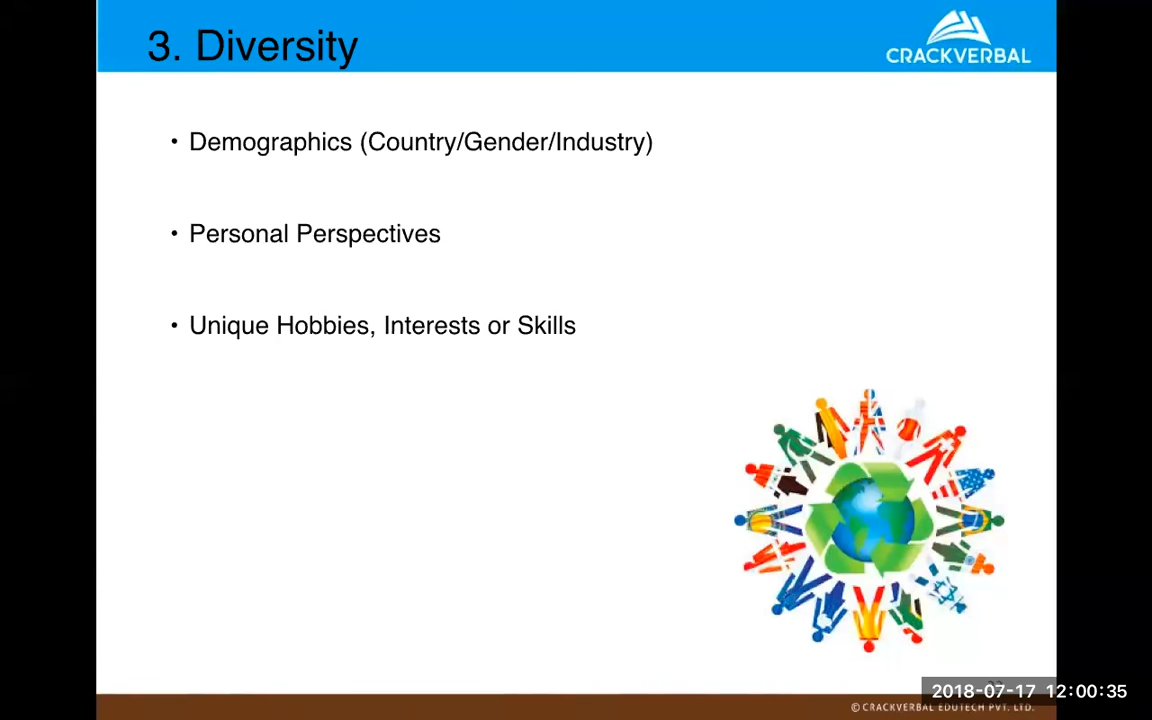 3. Diversity
CRACKVERBAL
• Demographics (Country/Gender/Industry)
• Personal Perspectives
• Unique Hobbies, Interests or Skills
2018-07-17 12:00:35
© CRACKVERBAL EDUTECH PVT. LTD.